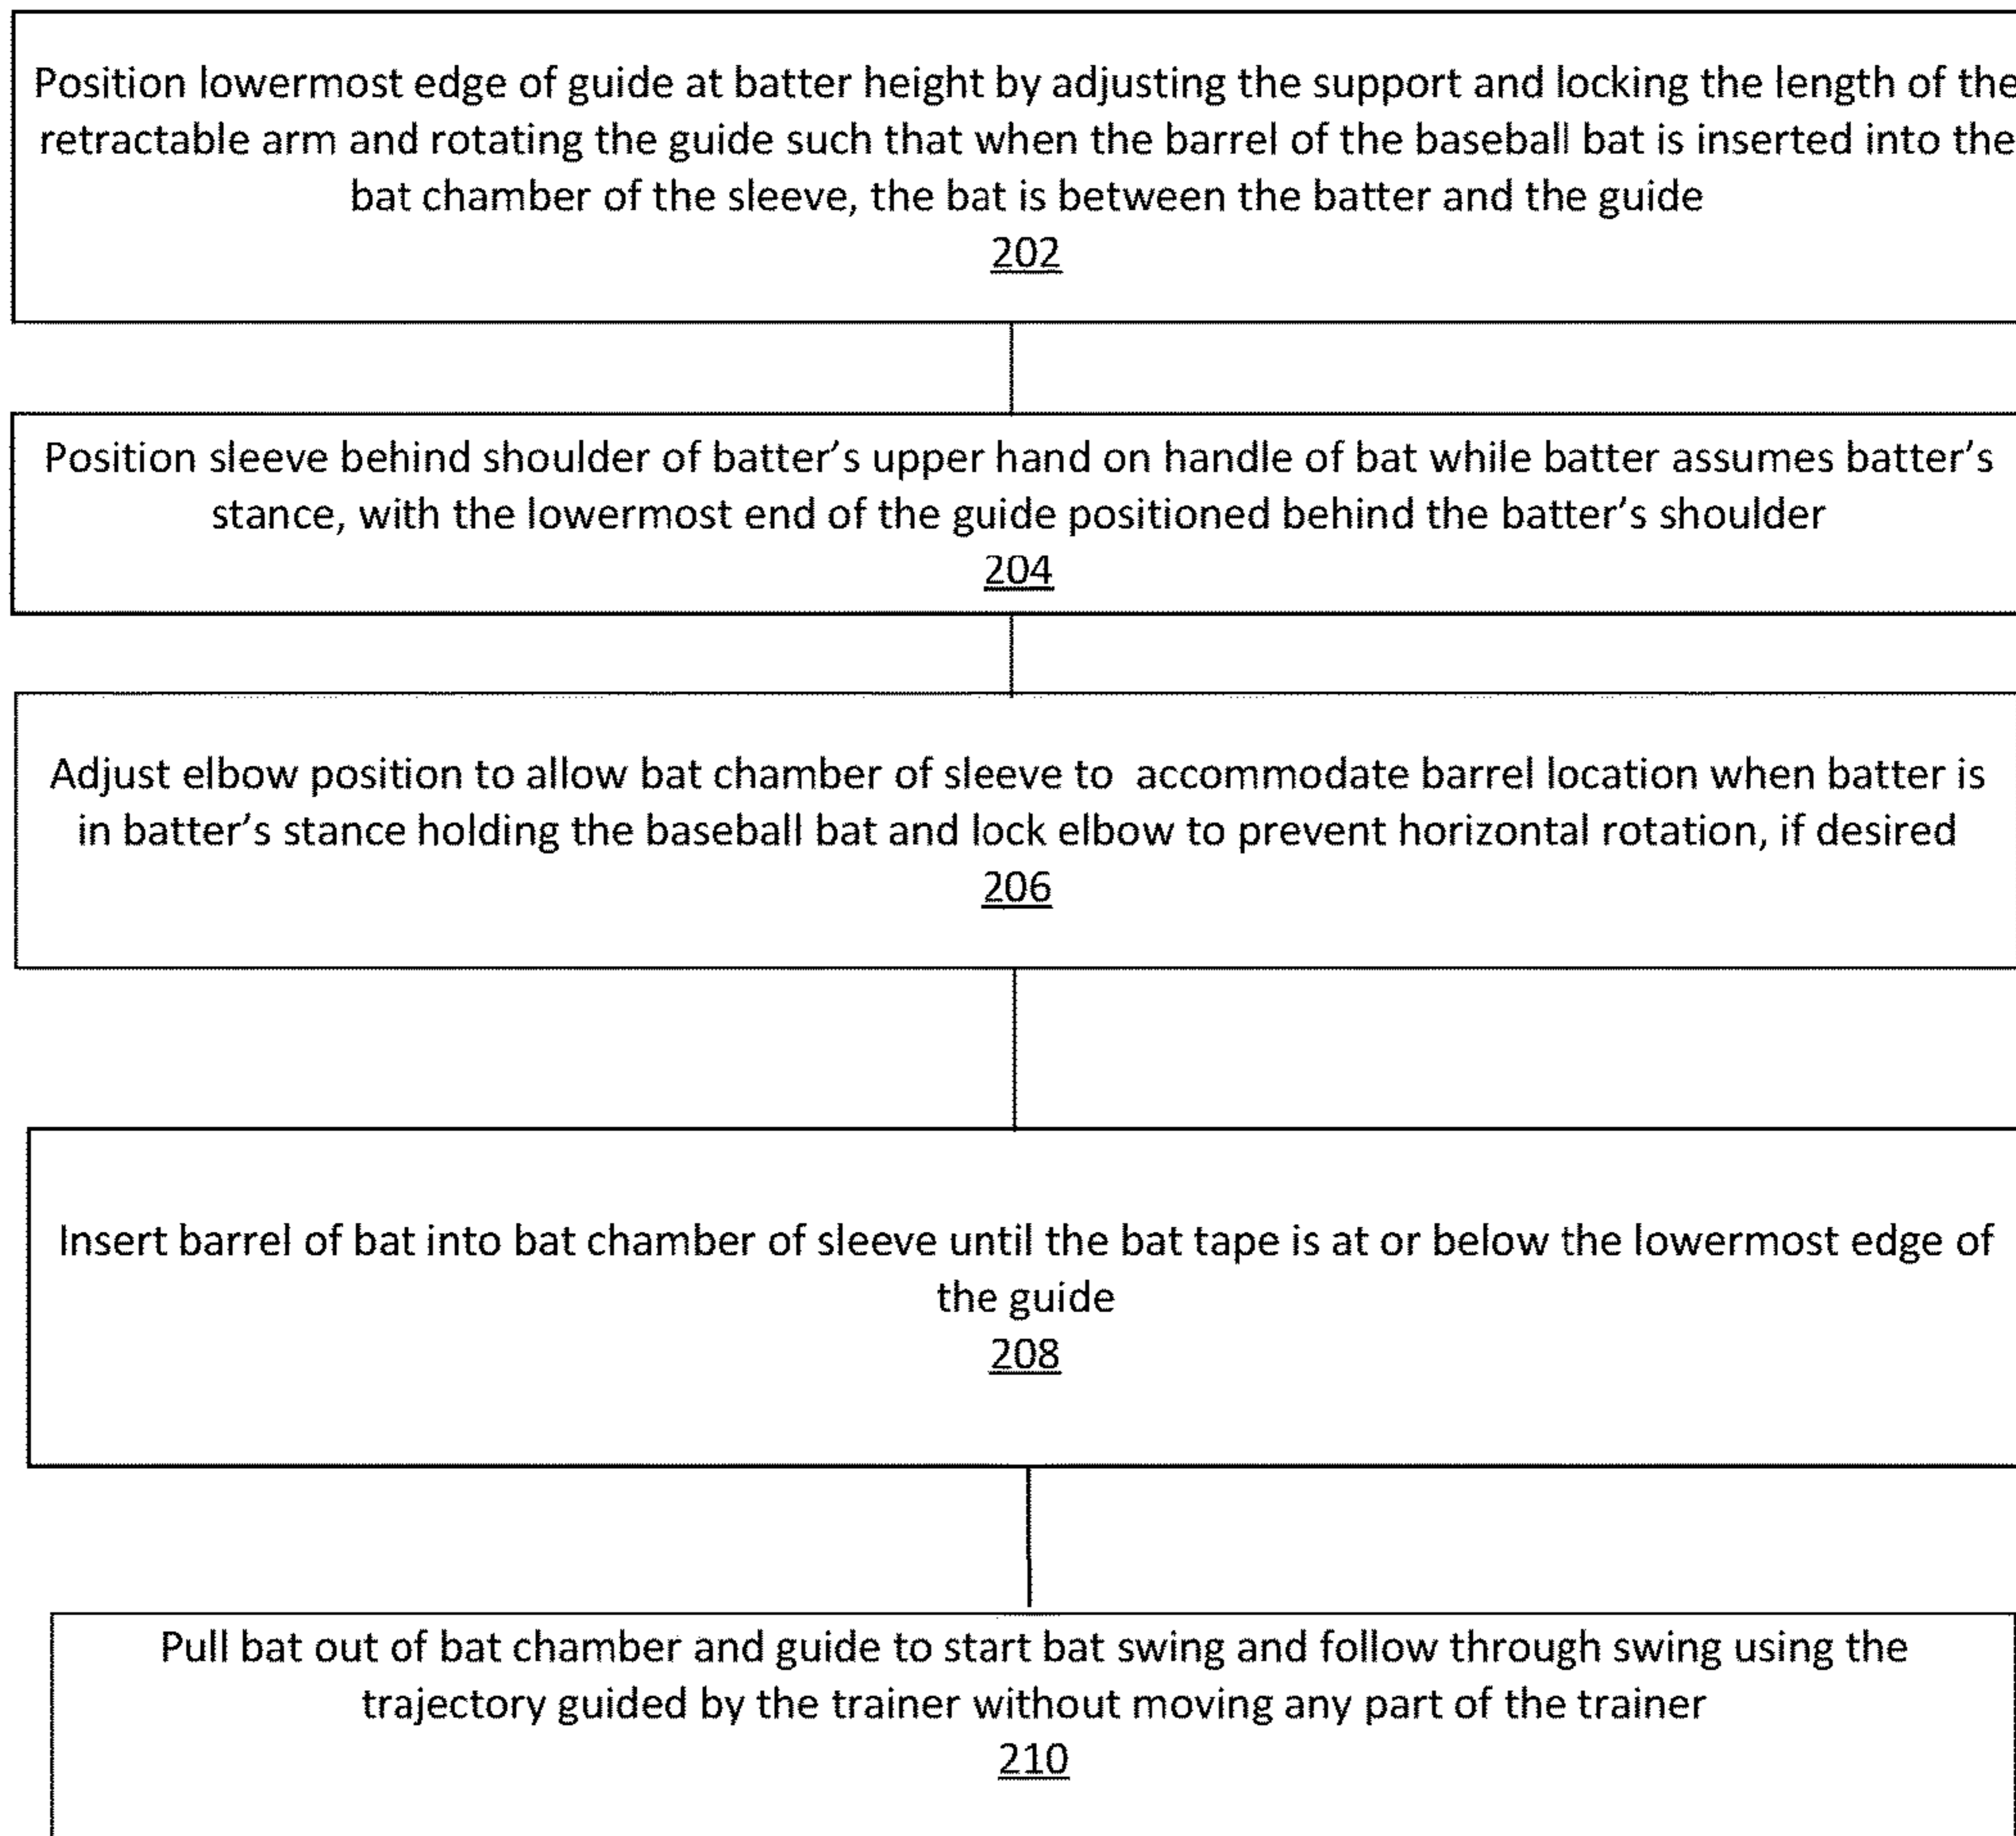 Position lowermost edge of guide at batter height by adjusting the support and locking the length of the
retractable arm and rotating the guide such that when the barrel of the baseball bat is inserted into the
bat chamber of the sleeve, the bat is between the batter and the guide
202
Position sleeve behind shoulder of batter’s upper hand on handle of bat while batter assumes batter’s
stance, with the lowermost end of the guide positioned behind the batter’s shoulder
204
Adjust elbow position to allow bat chamber of sleeve to accommodate barrel location when batter is
in batter’s stance holding the baseball bat and lock elbow to prevent horizontal rotation, if desired
206
Insert barrel of bat into bat chamber of sleeve until the bat tape is at or below the lowermost edge of
the guide
208
Pull bat out of bat chamber and guide to start bat swing and follow through swing using the
trajectory guided by the trainer without moving any part of the trainer
210